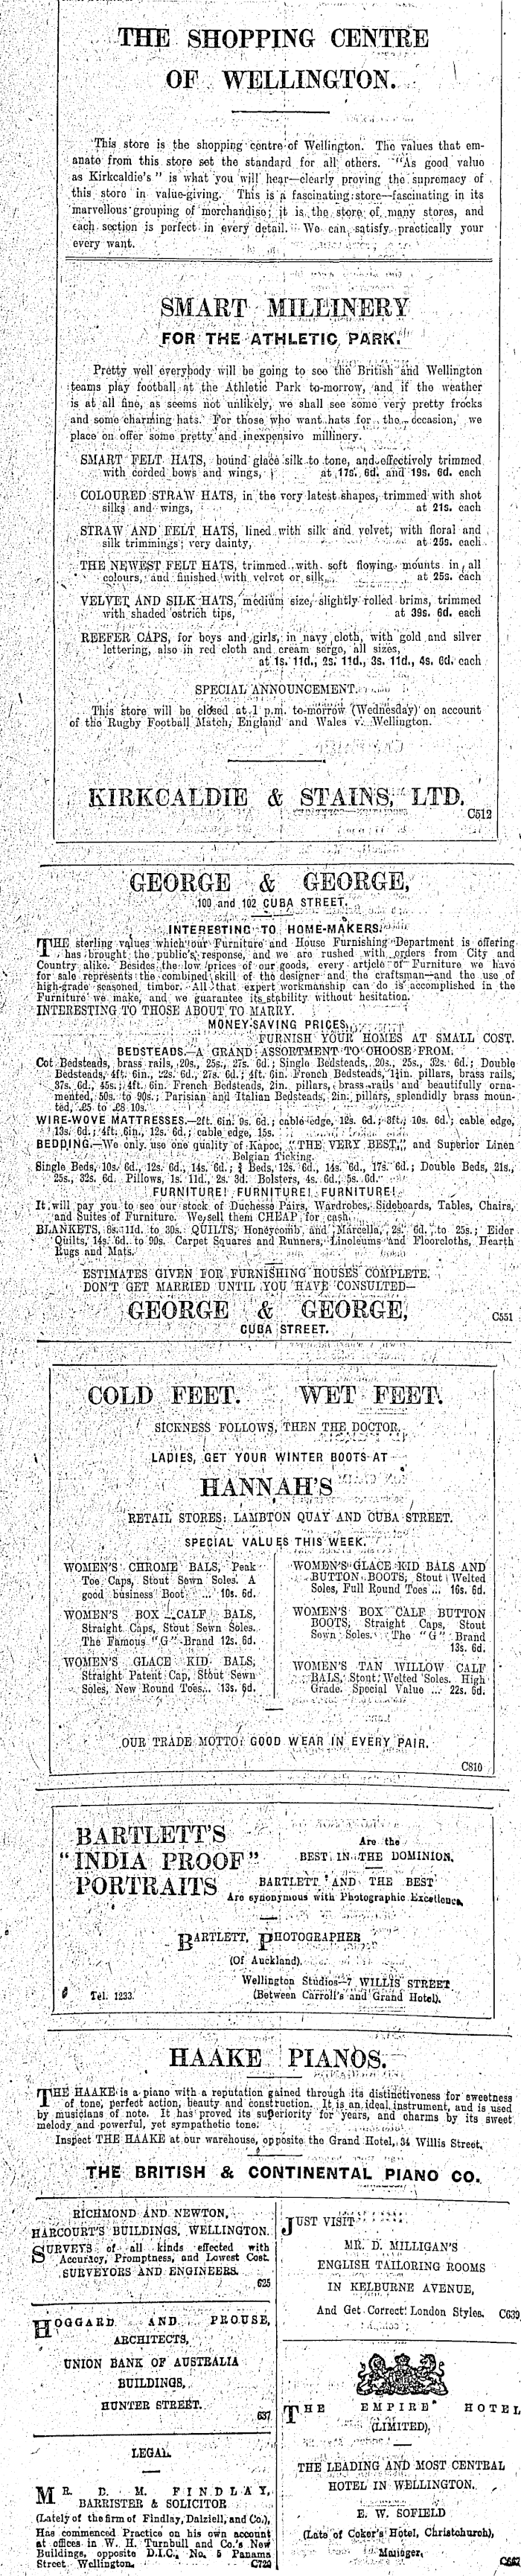 THE SHOPPING CENTRE
OF WELLINGTON.
This store is the shopping centre of Wellington. The values that em-
anate from this store set the standard for all others. "As good value
as Kirkcaldie's" is what you will hear—clearly proving the supremacy of
this store in value-giving. This is a fascinating store—fascinating in its
marvellous grouping of merchandise; it is the store of many stores, and
each section is perfect in every detail. We can satisfy practically your
every want.
SMART MILLINERY
FOR THE ATHLETIC PARK.
Pretty well everybody will be going to see the British and Wellington
teams play football at the Athletic Park to-morrow, and if the weather
is at all fine, as seems not unlikely, we shall see some very pretty frocks
and some charming hats. For those who want hats for the occasion, we
place on offer some pretty and inexpensive millinery.
SMART FELT HATS, bound glace silk to tone, and effectively trimmed
with corded bows and wings, at 17s. 6d. and 19s. 6d. each
COLOURED STRAW HATS, in the very latest shapes, trimmed with shot
silks and wings, at 21s. each
STRAW AND FELT HATS, lined with silk and velvet, with floral and
silk trimmings; very dainty, at 25s. each
THE NEWEST FELT HATS, trimmed with soft flowing mounts in all
colours, and finished with velvet or silk, at 25s. each
VELVET AND SILK HATS, medium size, slightly rolled brims, trimmed
with shaded ostrich tips, at 39s. 6d. each
REEFER CAPS, for boys and girls, in navy cloth, with gold and silver
lettering, also in red cloth and cream serge, all sizes,
at 1s. 11d., 2s. 11d., 3s. 11d., 4s. 6d. each
SPECIAL ANNOUNCEMENT.
This store will be closed at 1 p.m. to-morrow (Wednesday) on account
of the Rugby Football Match, England and Wales v. Wellington.
KIRKCALDIE & STAINS, LTD.
C512
GEORGE & GEORGE,
100 and 102 CUBA STREET.
INTERESTING TO HOME-MAKERS.
THE sterling values which our Furniture and House Furnishing Department is offering
has brought the public's response, and we are rushed with orders from City and
Country alike. Besides the low prices of our goods, every article of Furniture we have
for sale represents the combined skill of the designer and the craftsman—and the use of
high-grade seasoned timber. All that expert workmanship can do is accomplished in the
Furniture we make, and we guarantee its stability without hesitation.
INTERESTING TO THOSE ABOUT TO MARRY.
MONEY-SAVING PRICES.
FURNISH YOUR HOMES AT SMALL COST.
BEDSTEADS.—A GRAND ASSORTMENT TO CHOOSE FROM.
Cot Bedsteads, brass rails, 20s., 25s., 27s. 6d.; Single Bedsteads, 20s., 25s., 32s. 6d.; Double
Bedsteads, 4ft. 6in., 22s. 6d., 27s. 6d.; 4ft. 6in. French Bedsteads, 1¼in. pillars, brass rails,
37s. 6d., 45s.; 4ft. 6in. French Bedsteads, 2in. pillars, brass rails and beautifully orna-
mented, 50s. to 90s.; Parisian and Italian Bedsteads, 2in. pillars, splendidly brass moun-
ted, £5 to £8 10s.
WIRE-WOVE MATTRESSES.—2ft. 6in. 9s. 6d.; cable edge, 12s. 6d.; 3ft., 10s. 6d.; cable edge,
13s. 6d.; 4ft. 6in., 12s. 6d.; cable edge, 15s.
BEDDING.—We only use one quality of Kapoc, "THE VERY BEST," and Superior Linen
Belgian Ticking.
Single Beds, 10s. 6d., 12s. 6d., 14s. 6d.; ¾ Beds, 12s. 6d., 14s. 6d., 17s. 6d.; Double Beds, 21s.,
25s., 32s. 6d. Pillows, 1s. 11d., 2s. 3d. Bolsters, 4s. 6d., 5s. 6d.
FURNITURE! FURNITURE! FURNITURE!
It will pay you to see our stock of Duchesse Pairs, Wardrobes, Sideboards, Tables, Chairs,
and Suites of Furniture. We sell them CHEAP for cash.
BLANKETS, 8s. 11d. to 30s. QUILTS, Honeycomb and Marcella, 2s. 6d. to 25s.; Eider
Quilts, 14s. 6d. to 90s. Carpet Squares and Runners, Linoleums and Floorcloths, Hearth
Rugs and Mats.
ESTIMATES GIVEN FOR FURNISHING HOUSES COMPLETE.
DON'T GET MARRIED UNTIL YOU HAVE CONSULTED—
GEORGE & GEORGE,
C551
CUBA STREET.
COLD FEET. WET FEET.
SICKNESS FOLLOWS, THEN THE DOCTOR.
LADIES, GET YOUR WINTER BOOTS AT
HANNAH'S
RETAIL STORES: LAMBTON QUAY AND CUBA STREET.
SPECIAL VALUES THIS WEEK.
WOMEN'S CHROME BALS, Peak
Toe Caps, Stout Sewn Soles. A
good business Boot ... 10s. 6d.
WOMEN'S BOX CALF BALS,
Straight Caps, Stout Sewn Soles.
The Famous "G" Brand 12s. 6d.
WOMEN'S GLACE KID BALS,
Straight Patent Cap, Stout Sewn
Soles, New Round Toes... 13s. 6d.
WOMEN'S GLACE KID BALS AND
BUTTON BOOTS, Stout Welted
Soles, Full Round Toes ... 16s. 6d.
WOMEN'S BOX CALF BUTTON
BOOTS, Straight Caps, Stout
Sewn Soles. The "G" Brand
13s. 6d.
WOMEN'S TAN WILLOW CALF
BALS, Stout Welted Soles. High
Grade. Special Value ... 22s. 6d.
OUR TRADE MOTTO: GOOD WEAR IN EVERY PAIR.
C810
BARTLETT'S
"INDIA PROOF"
PORTRAITS
Are the
BEST IN THE DOMINION.
BARTLETT AND THE BEST
Are synonymous with Photographic Excellence.
BARTLETT, PHOTOGRAPHER
(Of Auckland).
Wellington Studios—7 WILLIS STREET
Tel. 1233. (Between Carroll's and Grand Hotel).
HAAKE PIANOS.
THE HAAKE is a piano with a reputation gained through its distinctiveness for sweetness
of tone, perfect action, beauty and construction. It is an ideal instrument, and is used
by musicians of note. It has proved its superiority for years, and charms by its sweet
melody and powerful, yet sympathetic tone.
Inspect THE HAAKE at our warehouse, opposite the Grand Hotel, 34 Willis Street.
THE BRITISH & CONTINENTAL PIANO CO.
RICHMOND AND NEWTON,
HARCOURT'S BUILDINGS, WELLINGTON.
SURVEYS of all kinds effected with
Accuracy, Promptness, and Lowest Cost.
SURVEYORS AND ENGINEERS.
625
HOGGARD AND PROUSE,
ARCHITECTS,
UNION BANK OF AUSTRALIA
BUILDINGS,
HUNTER STREET.
637
LEGAL.
MR. D. M. FINDLAY,
BARRISTER & SOLICITOR
(Lately of the firm of Findlay, Dalziell, and Co.),
Has commenced Practice on his own account
at offices in W. H. Turnbull and Co.'s New
Buildings, opposite D.I.C., No. 5 Panama
Street Wellington. C722
JUST VISIT
MR. D. MILLIGAN'S
ENGLISH TAILORING ROOMS
IN KELBURNE AVENUE,
And Get Correct London Styles. C639
THE EMPIRE HOTEL
(LIMITED),
THE LEADING AND MOST CENTRAL
HOTEL IN WELLINGTON.
E. W. SOFIELD
(Late of Coker's Hotel, Christchurch),
Manager.